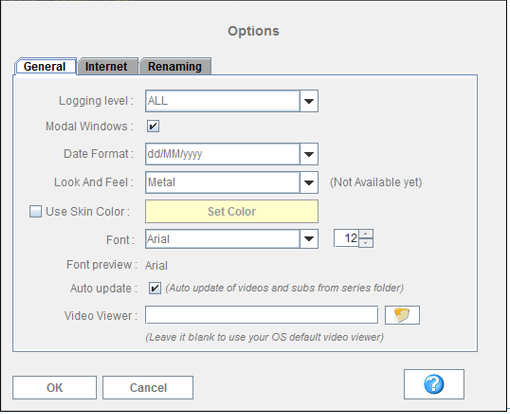 Options
General Internet Renaming
Logging level : ALL
Modal Windows :
Date Format : dd/MM/yyyy
Look And Feel : Metal (Not Available yet)
Use Skin Color : Set Color
Font : Arial 12
Font preview : Arial
Auto update : (Auto update of videos and subs from series folder)
Video Viewer :
(Leave it blank to use your OS default video viewer)
OK Cancel ?